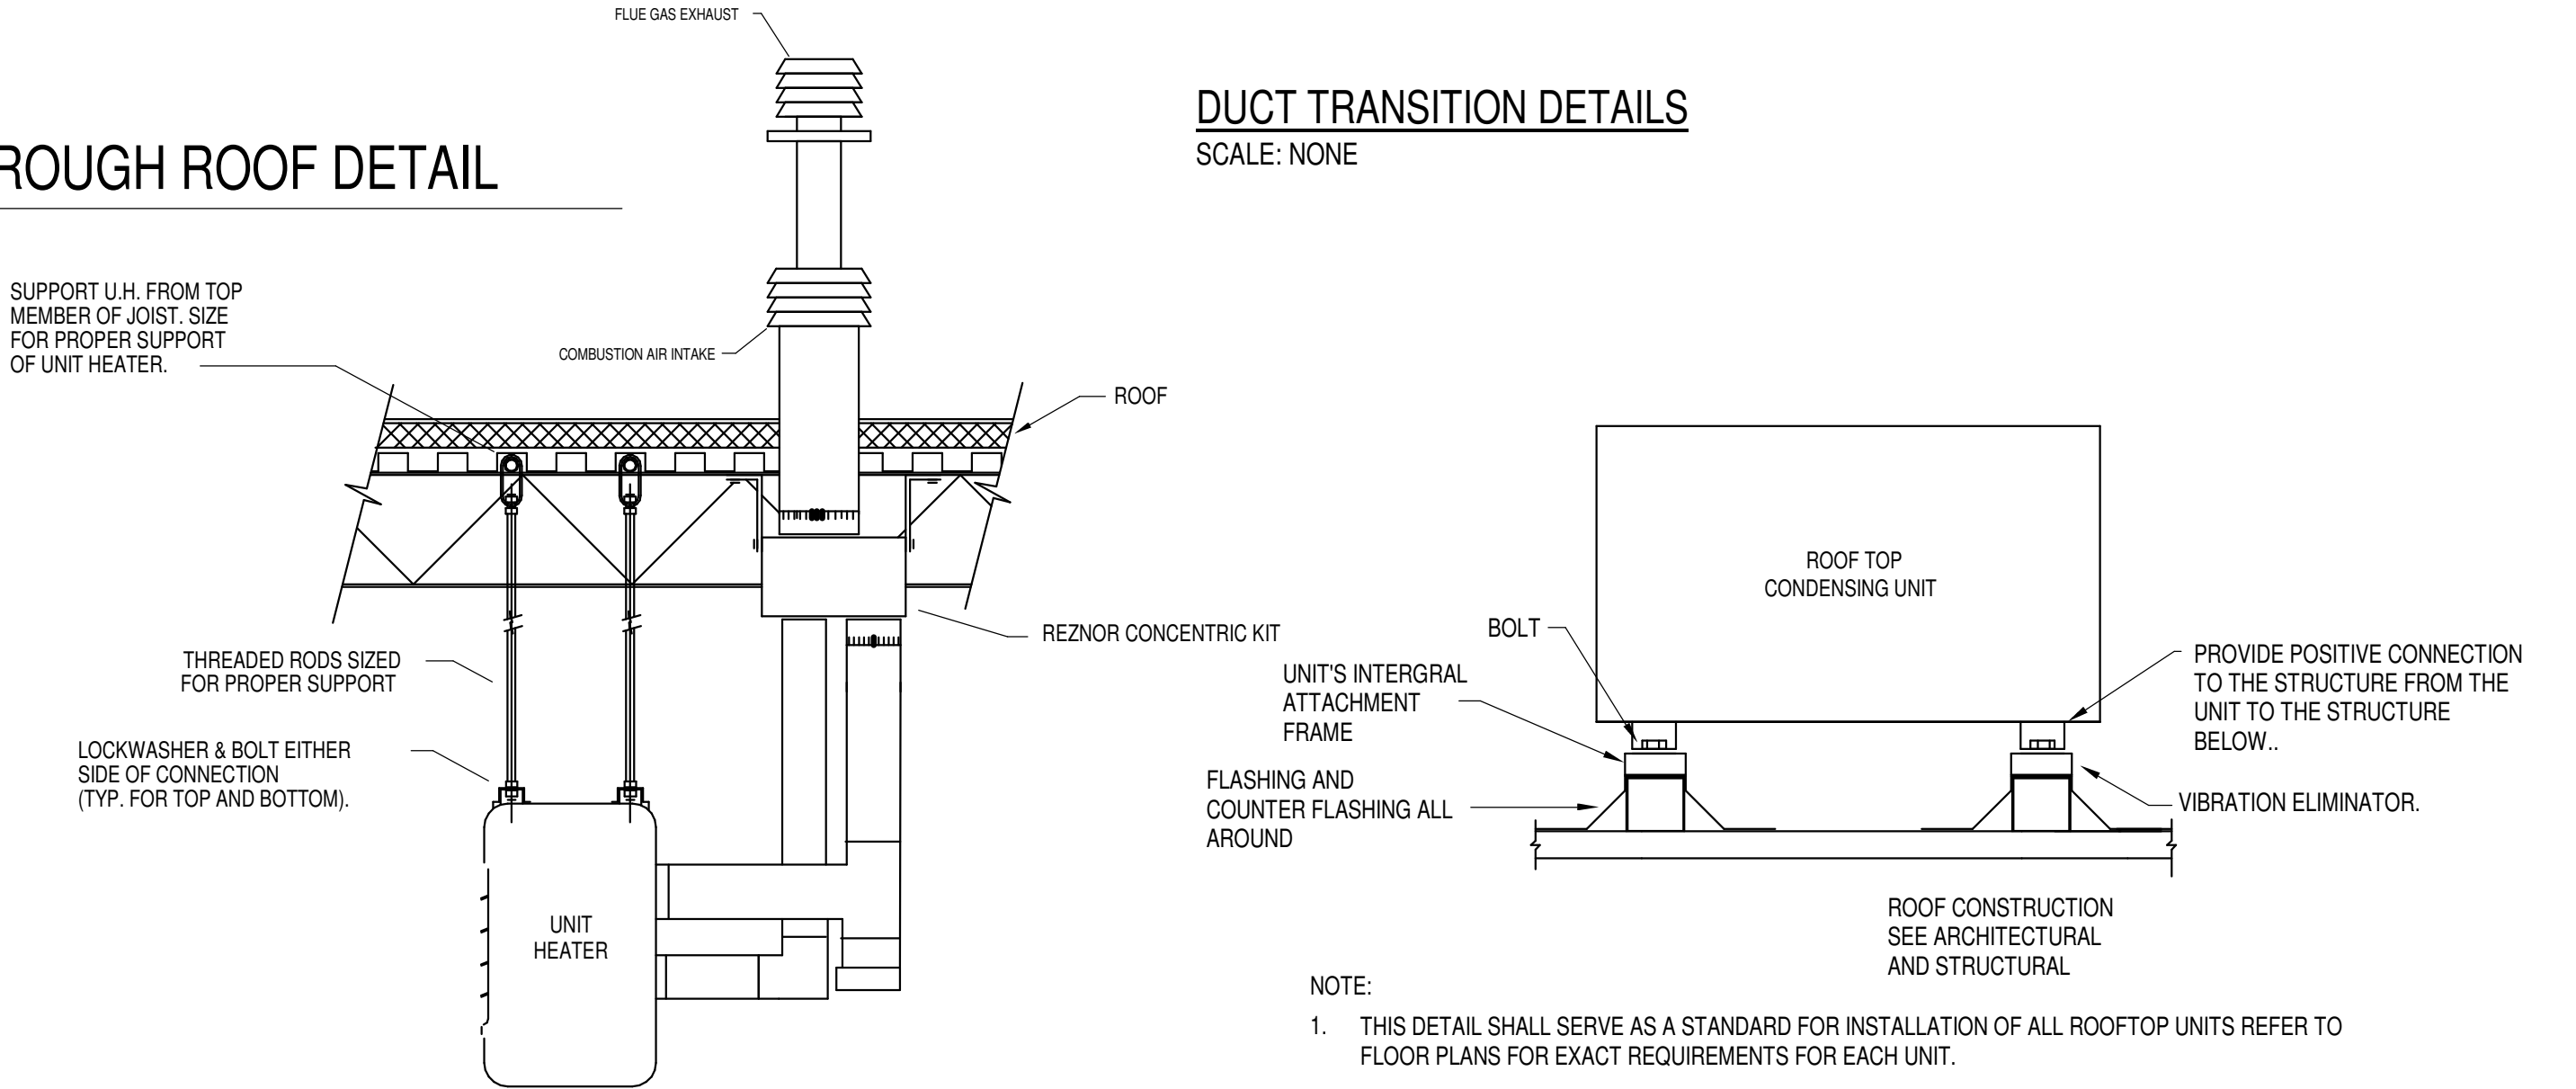 FLUE GAS EXHAUST
ROUGH ROOF DETAIL
SUPPORT U.H. FROM TOP
MEMBER OF JOIST. SIZE
FOR PROPER SUPPORT
OF UNIT HEATER.
COMBUSTION AIR INTAKE
ROOF
REZNOR CONCENTRIC KIT
THREADED RODS SIZED
FOR PROPER SUPPORT
LOCKWASHER & BOLT EITHER
SIDE OF CONNECTION
(TYP. FOR TOP AND BOTTOM).
UNIT
HEATER
DUCT TRANSITION DETAILS
SCALE: NONE
ROOF TOP
CONDENSING UNIT
BOLT
UNIT'S INTERGRAL
ATTACHMENT
FRAME
FLASHING AND
COUNTER FLASHING ALL
AROUND
PROVIDE POSITIVE CONNECTION
TO THE STRUCTURE FROM THE
UNIT TO THE STRUCTURE
BELOW..
VIBRATION ELIMINATOR.
ROOF CONSTRUCTION
SEE ARCHITECTURAL
AND STRUCTURAL
NOTE:
1. THIS DETAIL SHALL SERVE AS A STANDARD FOR INSTALLATION OF ALL ROOFTOP UNITS REFER TO
FLOOR PLANS FOR EXACT REQUIREMENTS FOR EACH UNIT.